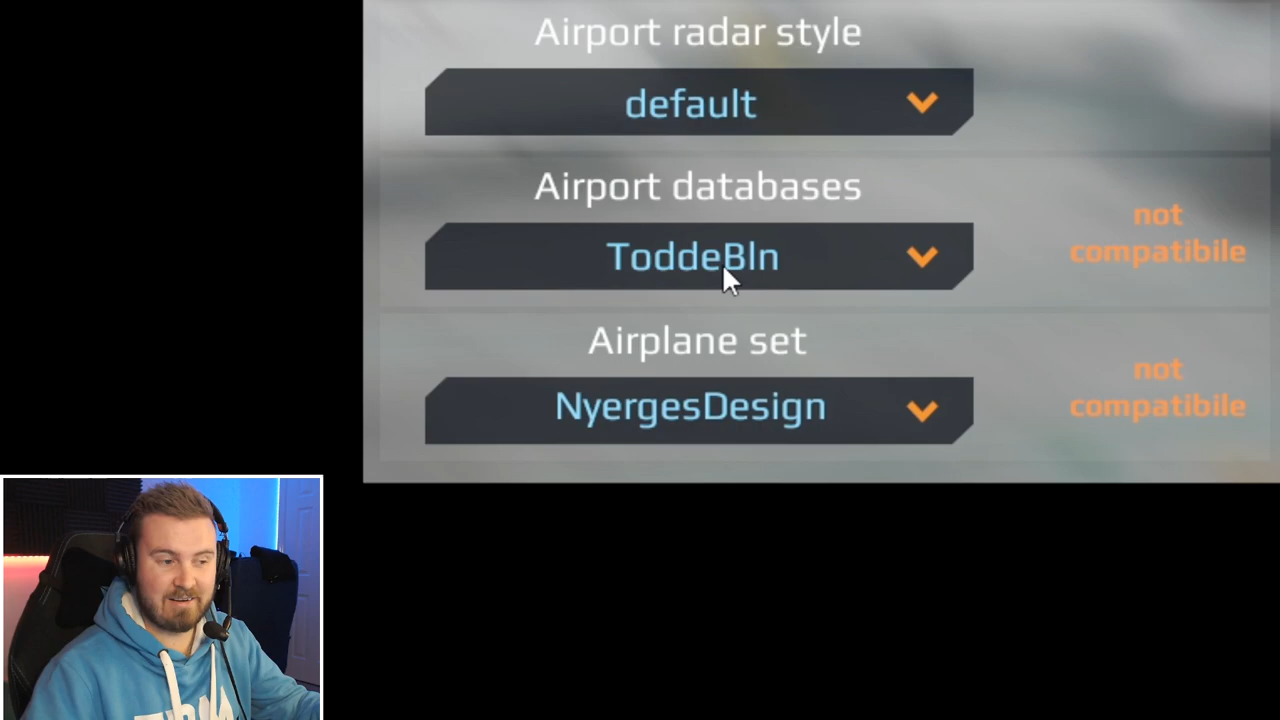 Airport radar style
default
Airport databases
ToddeBln
not
compatibile
Airplane set
NyergesDesign
not
compatibile